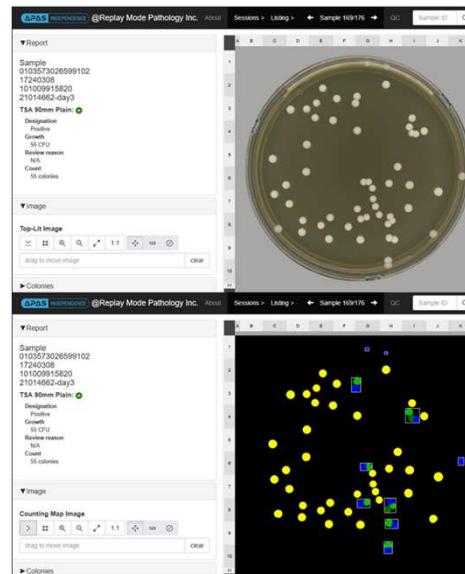 APAS INDEPENDENCE @Replay Mode Pathology Inc. About Sessions > Listing > ← Sample 169/176 → QC Sample ID
▼Report
Sample
0103573026599102
17240308
101009915820
21014662-day3
TSA 90mm Plain:
Designation
Positive
Growth
55 CFU
Review reason
N/A
Count
55 colonies
▼Image
Top-Lit Image
1:1
123
drag to move image
clear
▶Colonies
A B C D E F G H I J K
1
2
3
4
5
6
7
8
9
10
11
APAS INDEPENDENCE @Replay Mode Pathology Inc. About Sessions > Listing > ← Sample 169/176 → QC Sample ID
▼Report
Sample
0103573026599102
17240308
101009915820
21014662-day3
TSA 90mm Plain:
Designation
Positive
Growth
55 CFU
Review reason
N/A
Count
55 colonies
▼Image
Counting Map Image
1:1
123
drag to move image
clear
▶Colonies
A B C D E F G H I J K
1
2
3
4
5
6
7
8
9
10
11